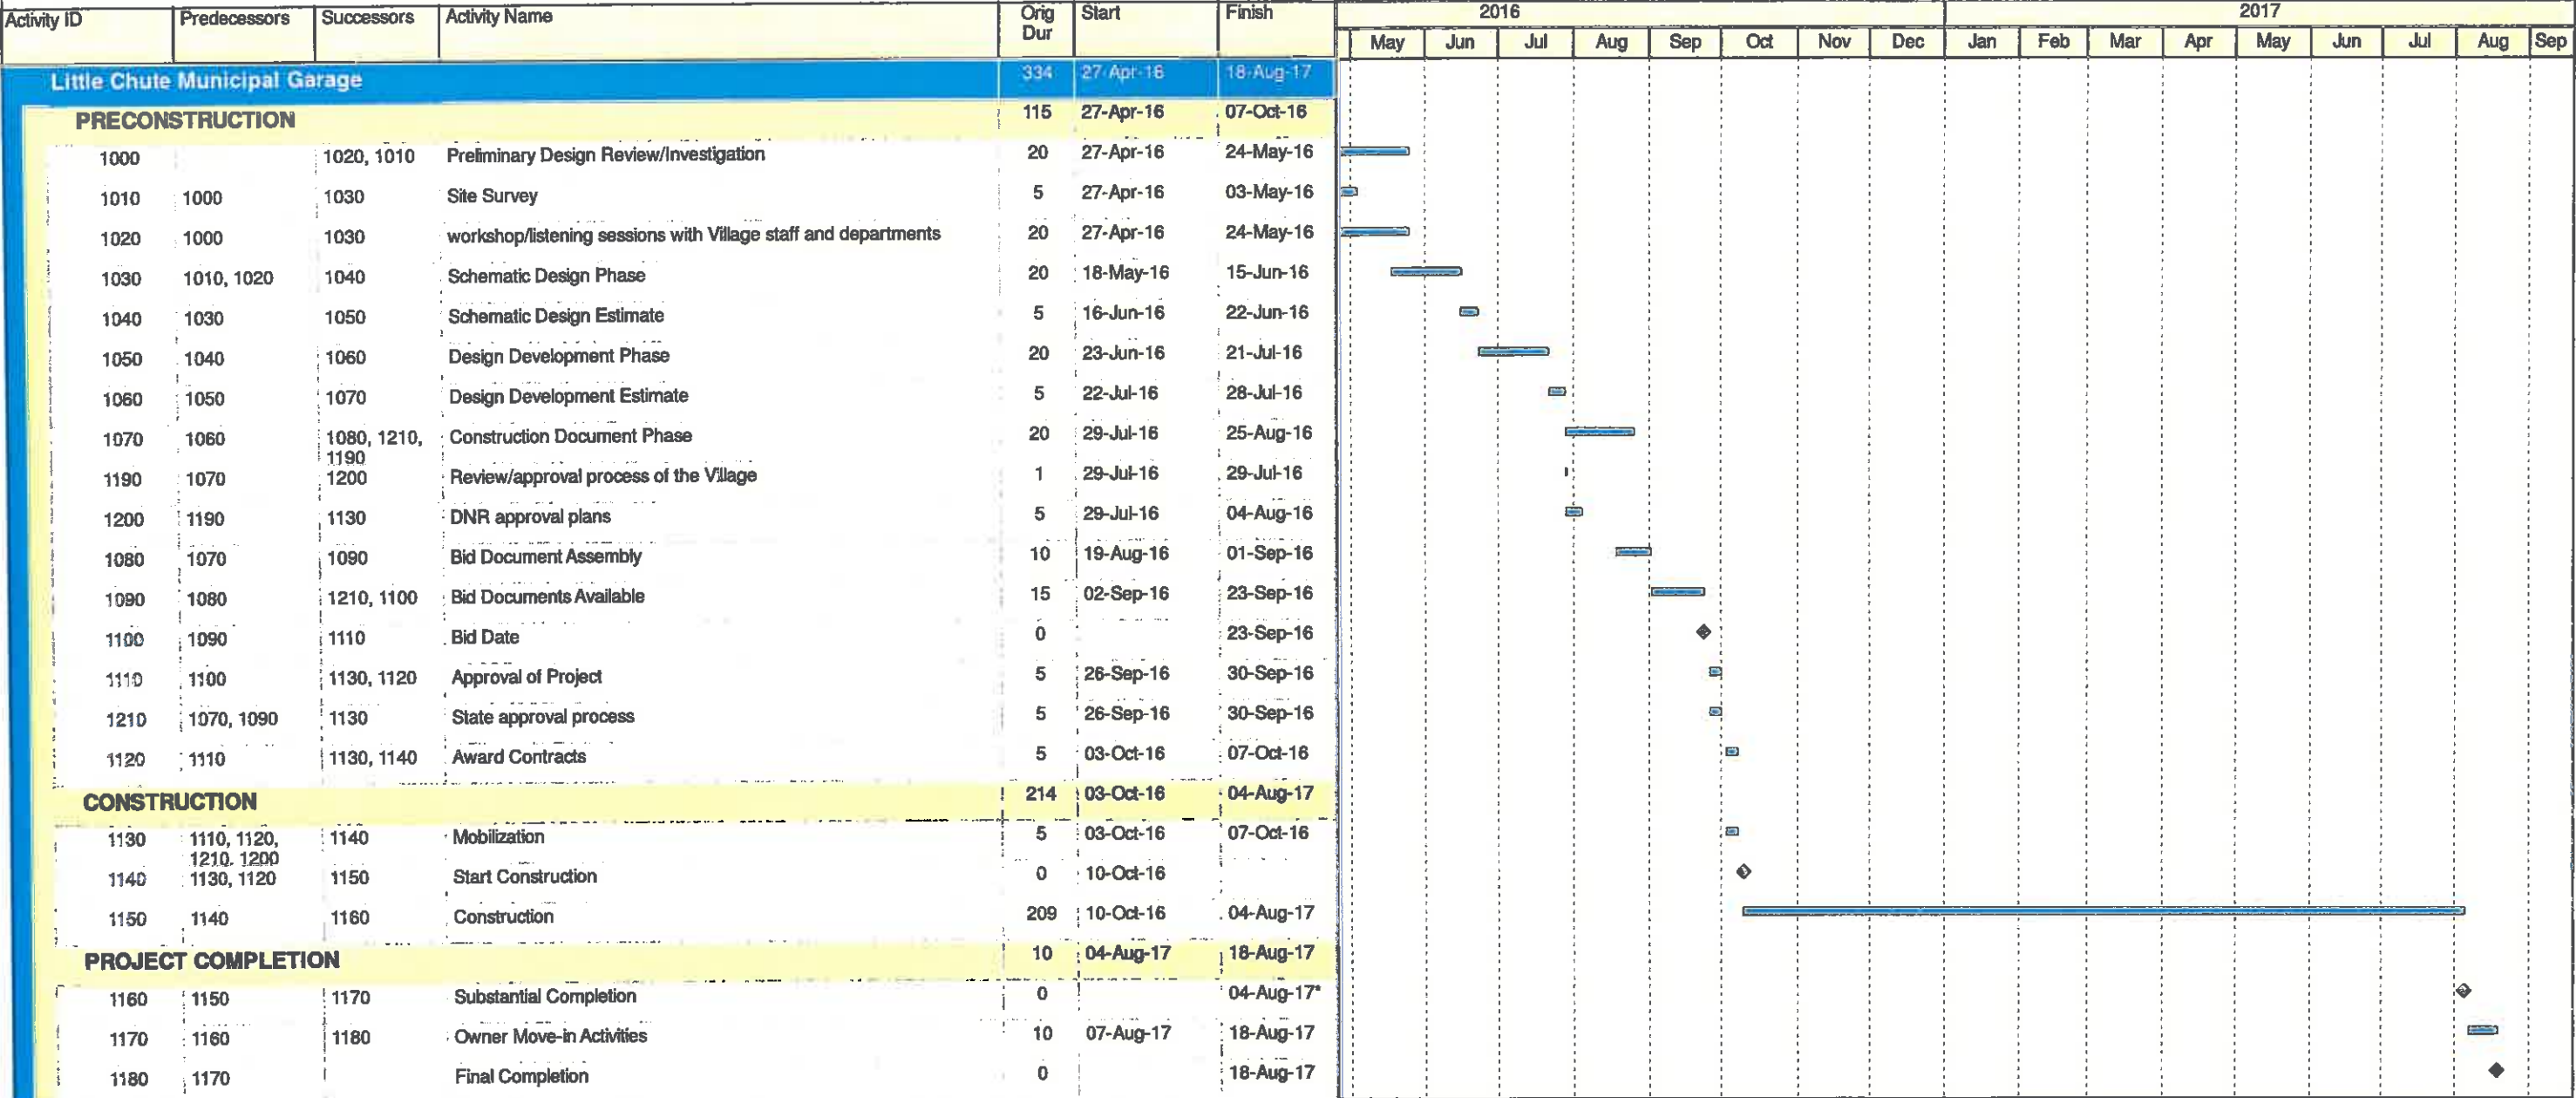 Activity ID Predecessors Successors Activity Name Orig Dur Start Finish 2016 2017
May Jun Jul Aug Sep Oct Nov Dec Jan Feb Mar Apr May Jun Jul Aug Sep
Little Chute Municipal Garage 334 27-Apr-16 18-Aug-17
PRECONSTRUCTION 115 27-Apr-16 07-Oct-16
1000 1020, 1010 Preliminary Design Review/Investigation 20 27-Apr-16 24-May-16
1010 1000 1030 Site Survey 5 27-Apr-16 03-May-16
1020 1000 1030 workshop/listening sessions with Village staff and departments 20 27-Apr-16 24-May-16
1030 1010, 1020 1040 Schematic Design Phase 20 18-May-16 15-Jun-16
1040 1030 1050 Schematic Design Estimate 5 16-Jun-16 22-Jun-16
1050 1040 1060 Design Development Phase 20 23-Jun-16 21-Jul-16
1060 1050 1070 Design Development Estimate 5 22-Jul-16 28-Jul-16
1070 1060 1080, 1210, Construction Document Phase 20 29-Jul-16 25-Aug-16
1190
1190 1070 1200 Review/approval process of the Village 1 29-Jul-16 29-Jul-16
1200 1190 1130 DNR approval plans 5 29-Jul-16 04-Aug-16
1080 1070 1090 Bid Document Assembly 10 19-Aug-16 01-Sep-16
1090 1080 1210, 1100 Bid Documents Available 15 02-Sep-16 23-Sep-16
1100 1090 1110 Bid Date 0 23-Sep-16
1110 1100 1130, 1120 Approval of Project 5 26-Sep-16 30-Sep-16
1210 1070, 1090 1130 State approval process 5 26-Sep-16 30-Sep-16
1120 1110 1130, 1140 Award Contracts 5 03-Oct-16 07-Oct-16
CONSTRUCTION 214 03-Oct-16 04-Aug-17
1130 1110, 1120, 1140 Mobilization 5 03-Oct-16 07-Oct-16
1210, 1200
1140 1130, 1120 1150 Start Construction 0 10-Oct-16
1150 1140 1160 Construction 209 10-Oct-16 04-Aug-17
PROJECT COMPLETION 10 04-Aug-17 18-Aug-17
1160 1150 1170 Substantial Completion 0 04-Aug-17*
1170 1160 1180 Owner Move-in Activities 10 07-Aug-17 18-Aug-17
1180 1170 Final Completion 0 18-Aug-17